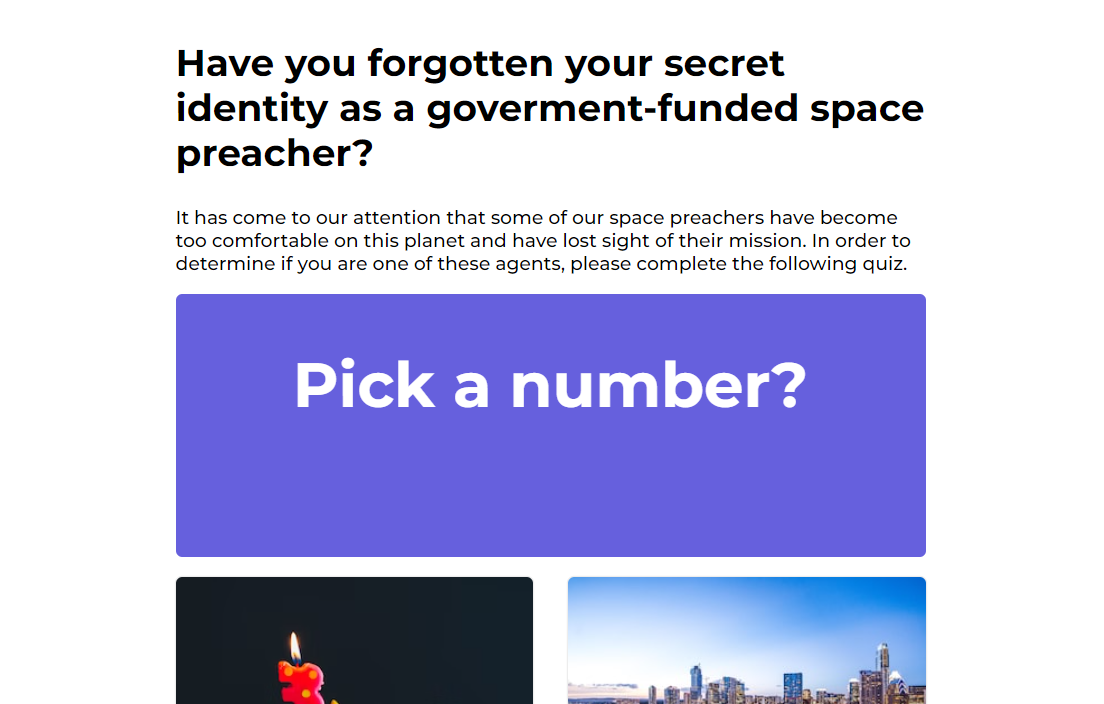 Have you forgotten your secret
identity as a goverment-funded space
preacher?
It has come to our attention that some of our space preachers have become
too comfortable on this planet and have lost sight of their mission. In order to
determine if you are one of these agents, please complete the following quiz.
Pick a number?